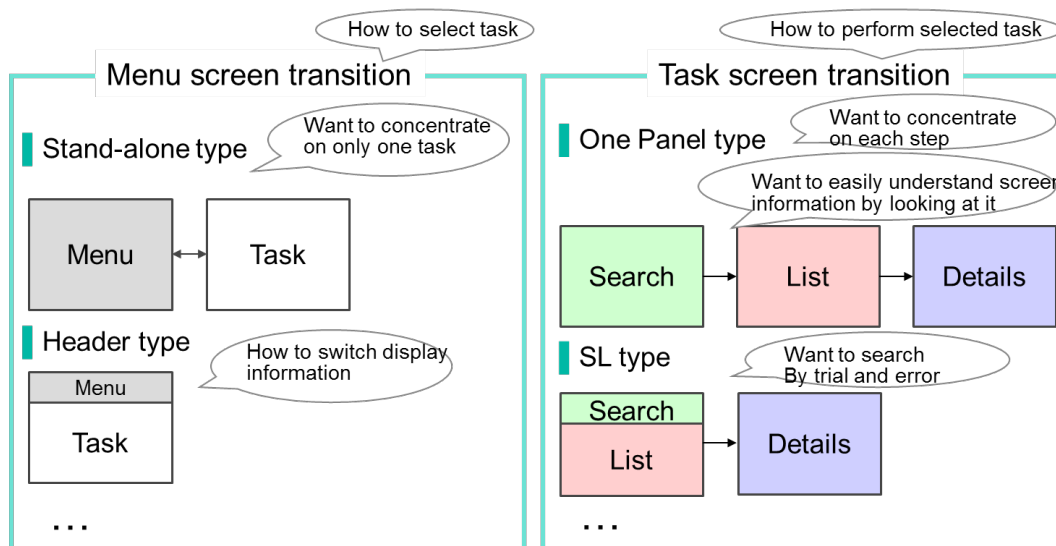 How to select task
Menu screen transition
Stand-alone type
Want to concentrate
on only one task
Menu
Task
Header type
How to switch display
information
Menu
Task
...
How to perform selected task
Task screen transition
One Panel type
Want to concentrate
on each step
Want to easily understand screen
information by looking at it
Search
List
Details
SL type
Want to search
By trial and error
Search
List
Details
...